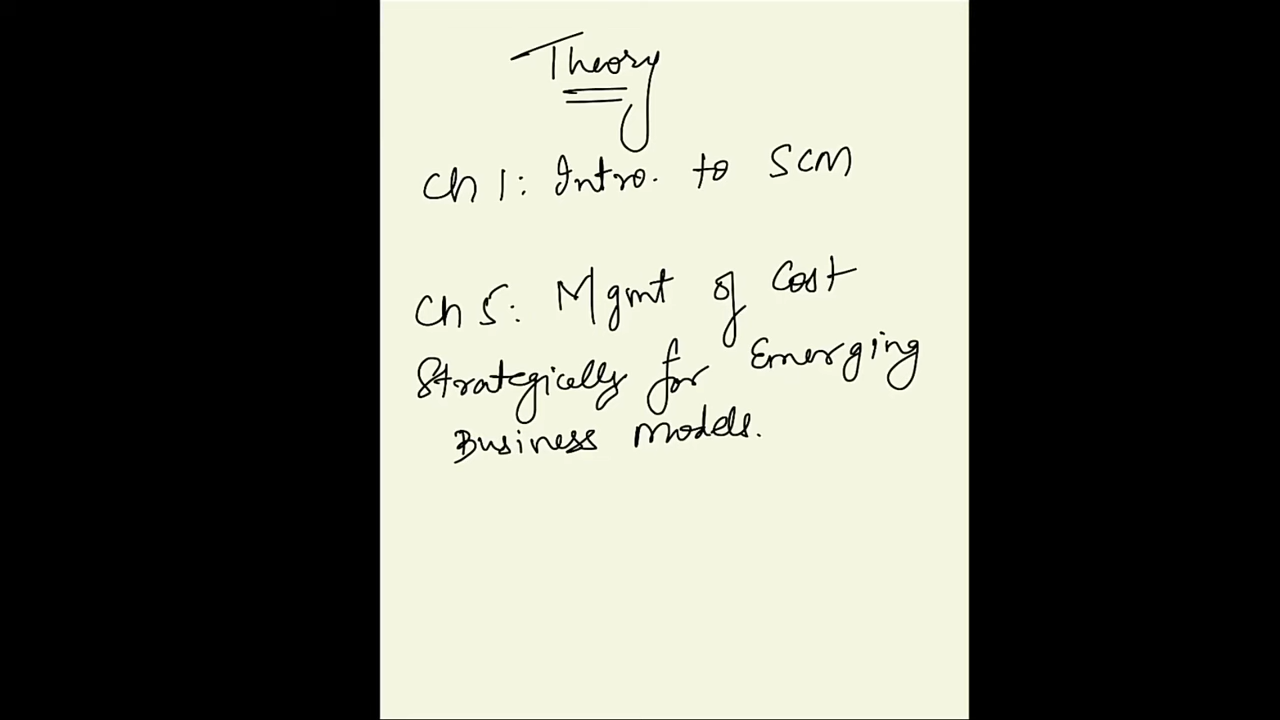 Theory
Ch 1: Intro. to SCM
Ch 5: Mgmt of Cost
Strategically for Emerging
Business Models.